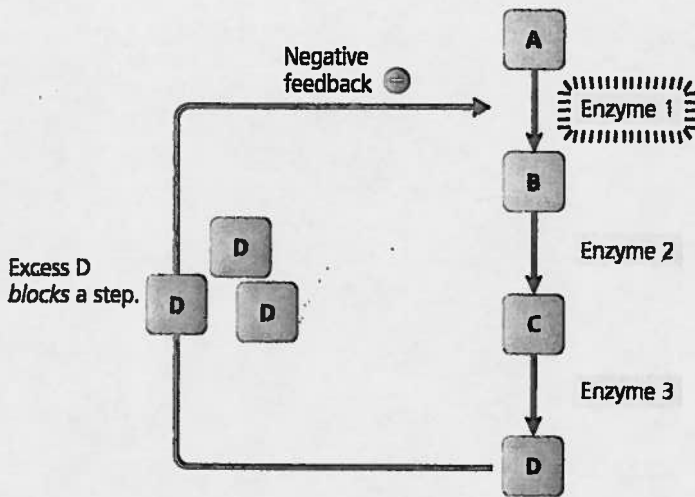 Negative
feedback −
A
Enzyme 1
B
Enzyme 2
C
Enzyme 3
D
Excess D
blocks a step.
D
D
D